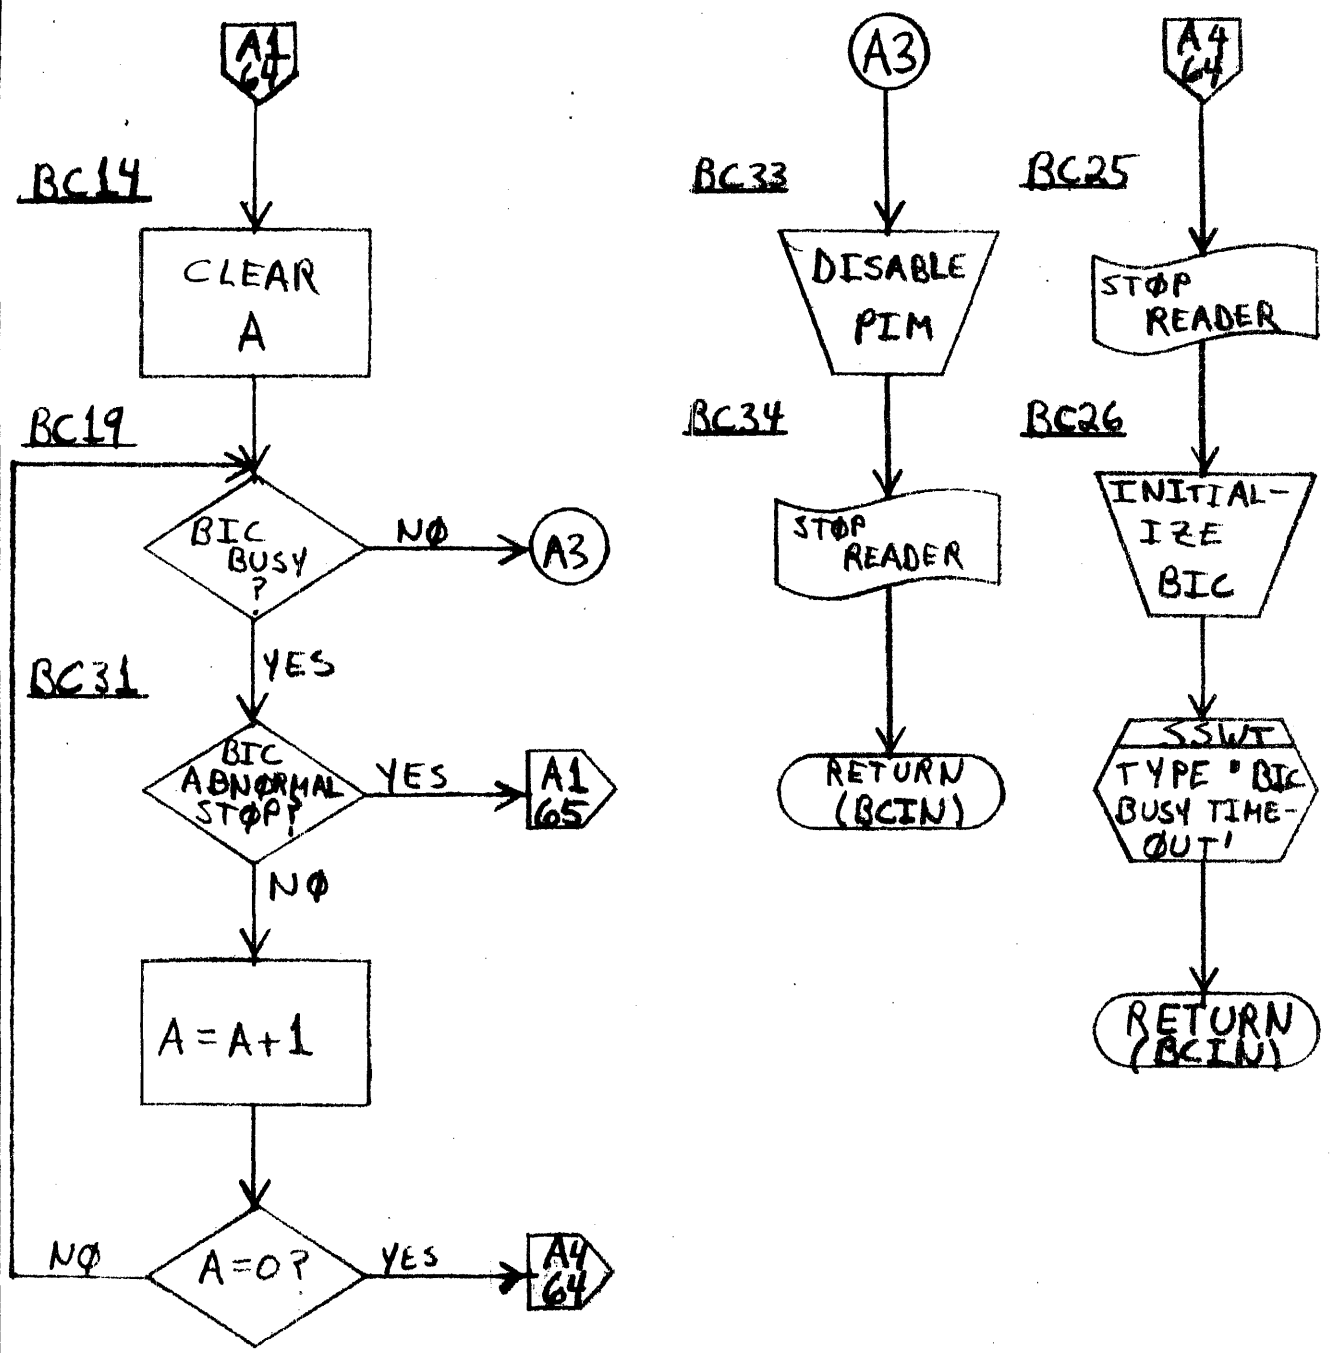 A1
64
BC14
CLEAR
A
BC19
BIC
BUSY
?
NØ
A3
YES
BC31
BIC
ABNØRMAL
STØP?
YES
A1
65
NØ
A=A+1
A=0?
NØ
YES
A4
64
A3
BC33
DISABLE
PIM
BC34
STØP
READER
RETURN
(BCIN)
A4
64
BC25
STØP
READER
BC26
INITIAL-
IZE
BIC
SSWT
TYPE "BIC
BUSY TIME-
ØUT'
RETURN
(BCIN)